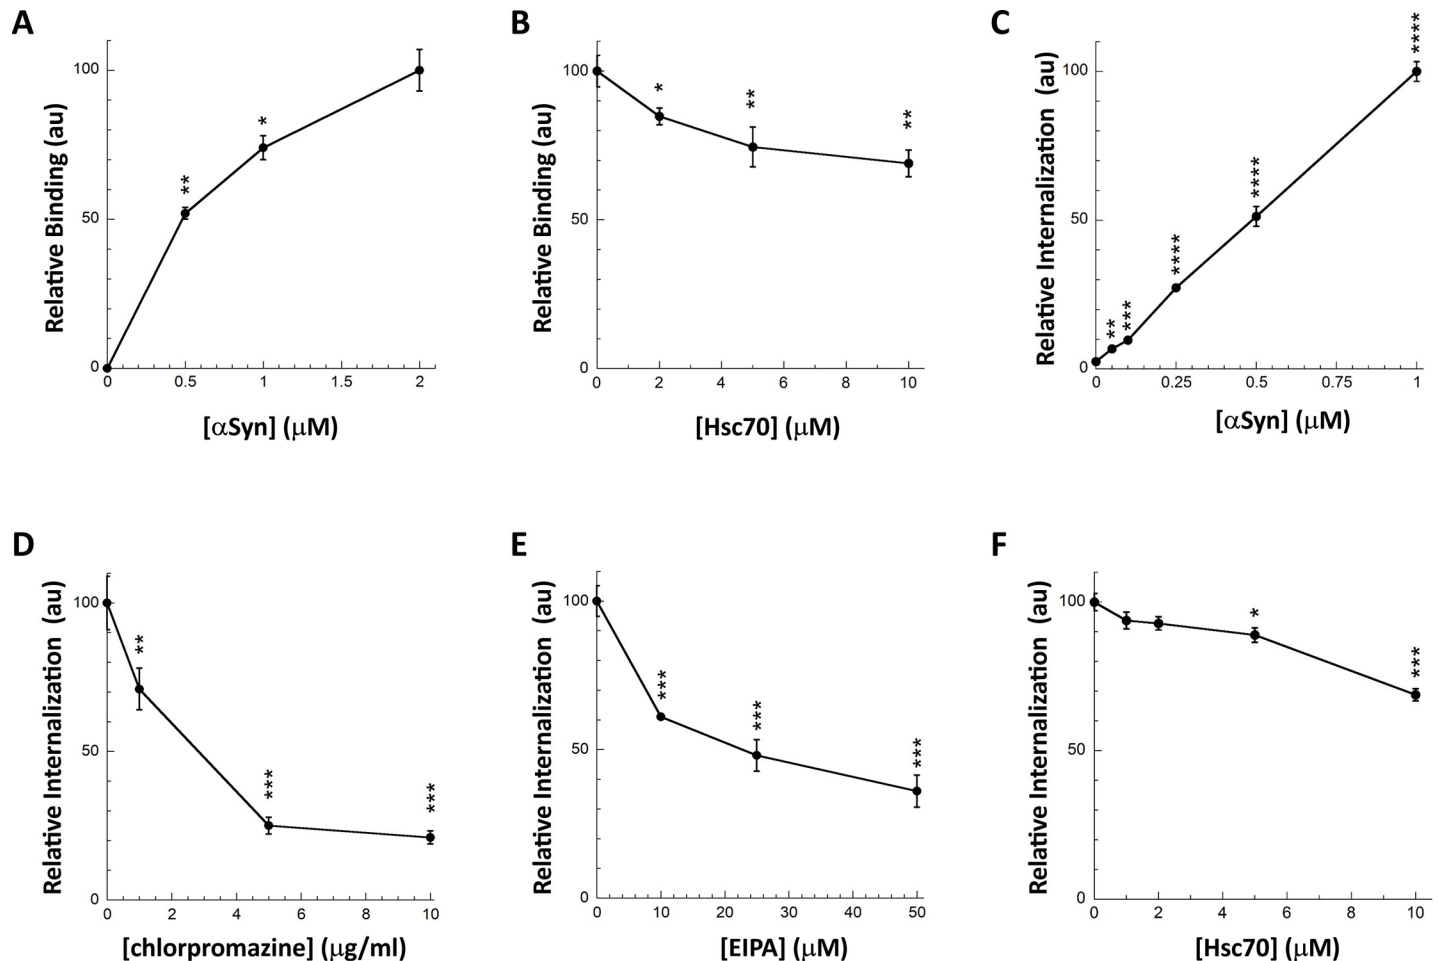 A
Relative Binding (au)
100
50
0
**
*
0 0.5 1 1.5 2
[αSyn] (μM)
B
Relative Binding (au)
100
50
0
*
**
**
0 2 4 6 8 10
[Hsc70] (μM)
C
Relative Internalization (au)
100
50
0
**
***
****
****
****
0 0.25 0.5 0.75 1
[αSyn] (μM)
D
Relative Internalization (au)
100
50
0
**
***
***
0 2 4 6 8 10
[chlorpromazine] (μg/ml)
E
Relative Internalization (au)
100
50
0
***
***
***
0 10 20 30 40 50
[EIPA] (μM)
F
Relative Internalization (au)
100
50
0
*
***
0 2 4 6 8 10
[Hsc70] (μM)